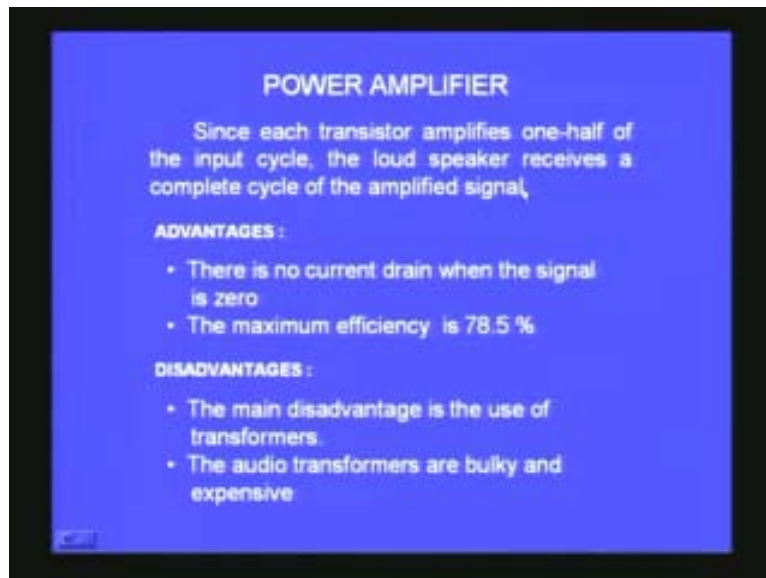 POWER AMPLIFIER
Since each transistor amplifies one-half of
the input cycle, the loud speaker receives a
complete cycle of the amplified signal.
ADVANTAGES :
• There is no current drain when the signal
is zero
• The maximum efficiency is 78.5 %
DISADVANTAGES :
• The main disadvantage is the use of
transformers.
• The audio transformers are bulky and
expensive